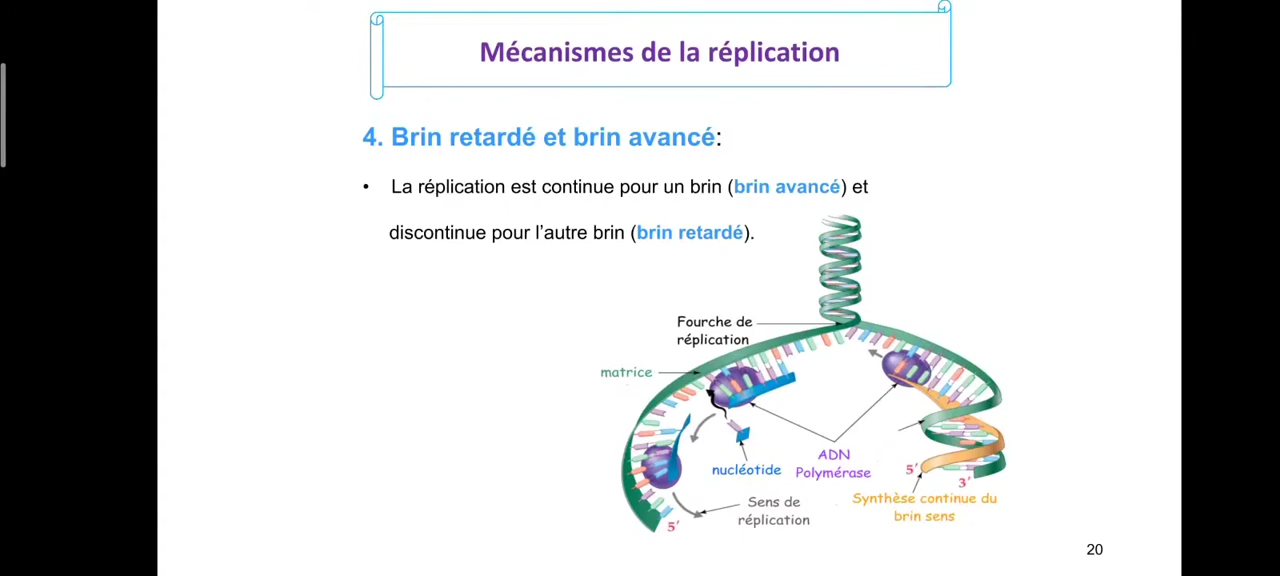 Mécanismes de la réplication
4. Brin retardé et brin avancé:
• La réplication est continue pour un brin (brin avancé) et
discontinue pour l'autre brin (brin retardé).
Fourche de
réplication
matrice
nucléotide
ADN
Polymérase
5'
3'
Synthèse continue du
brin sens
Sens de
réplication
5'
20